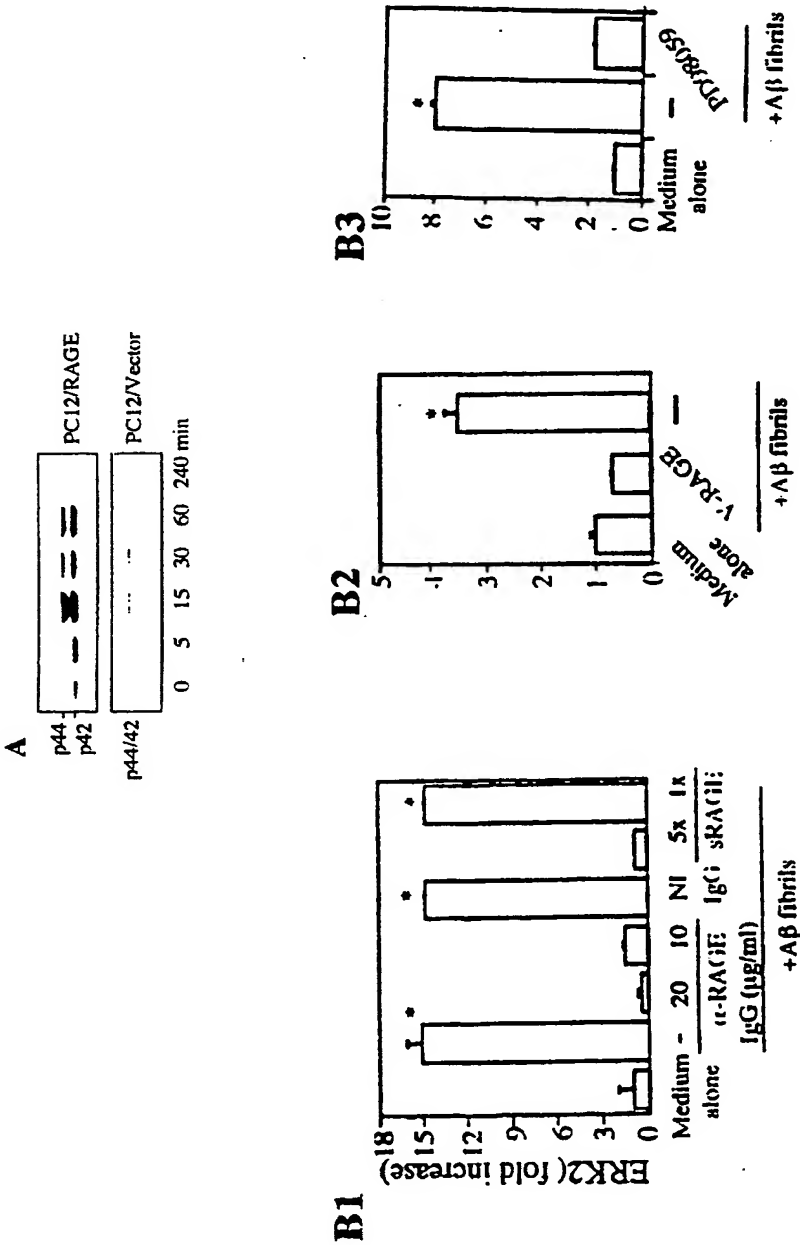 A
p44
p42
PC12/RAGE
p44/42
PC12/Vector
0 5 15 30 60 240 min
B1
ERK2 (fold increase)
18
15
12
9
6
3
0
Medium alone
-
20 10
α-RAGE
IgG (μg/ml)
NI
IgG
5x 1x
sRAGE
+Aβ fibrils
*
*
*
B2
5
4
3
2
1
0
Medium
alone
V-RAGE
–
+Aβ fibrils
*
B3
10
8
6
4
2
0
Medium
alone
–
PD98059
+Aβ fibrils
*